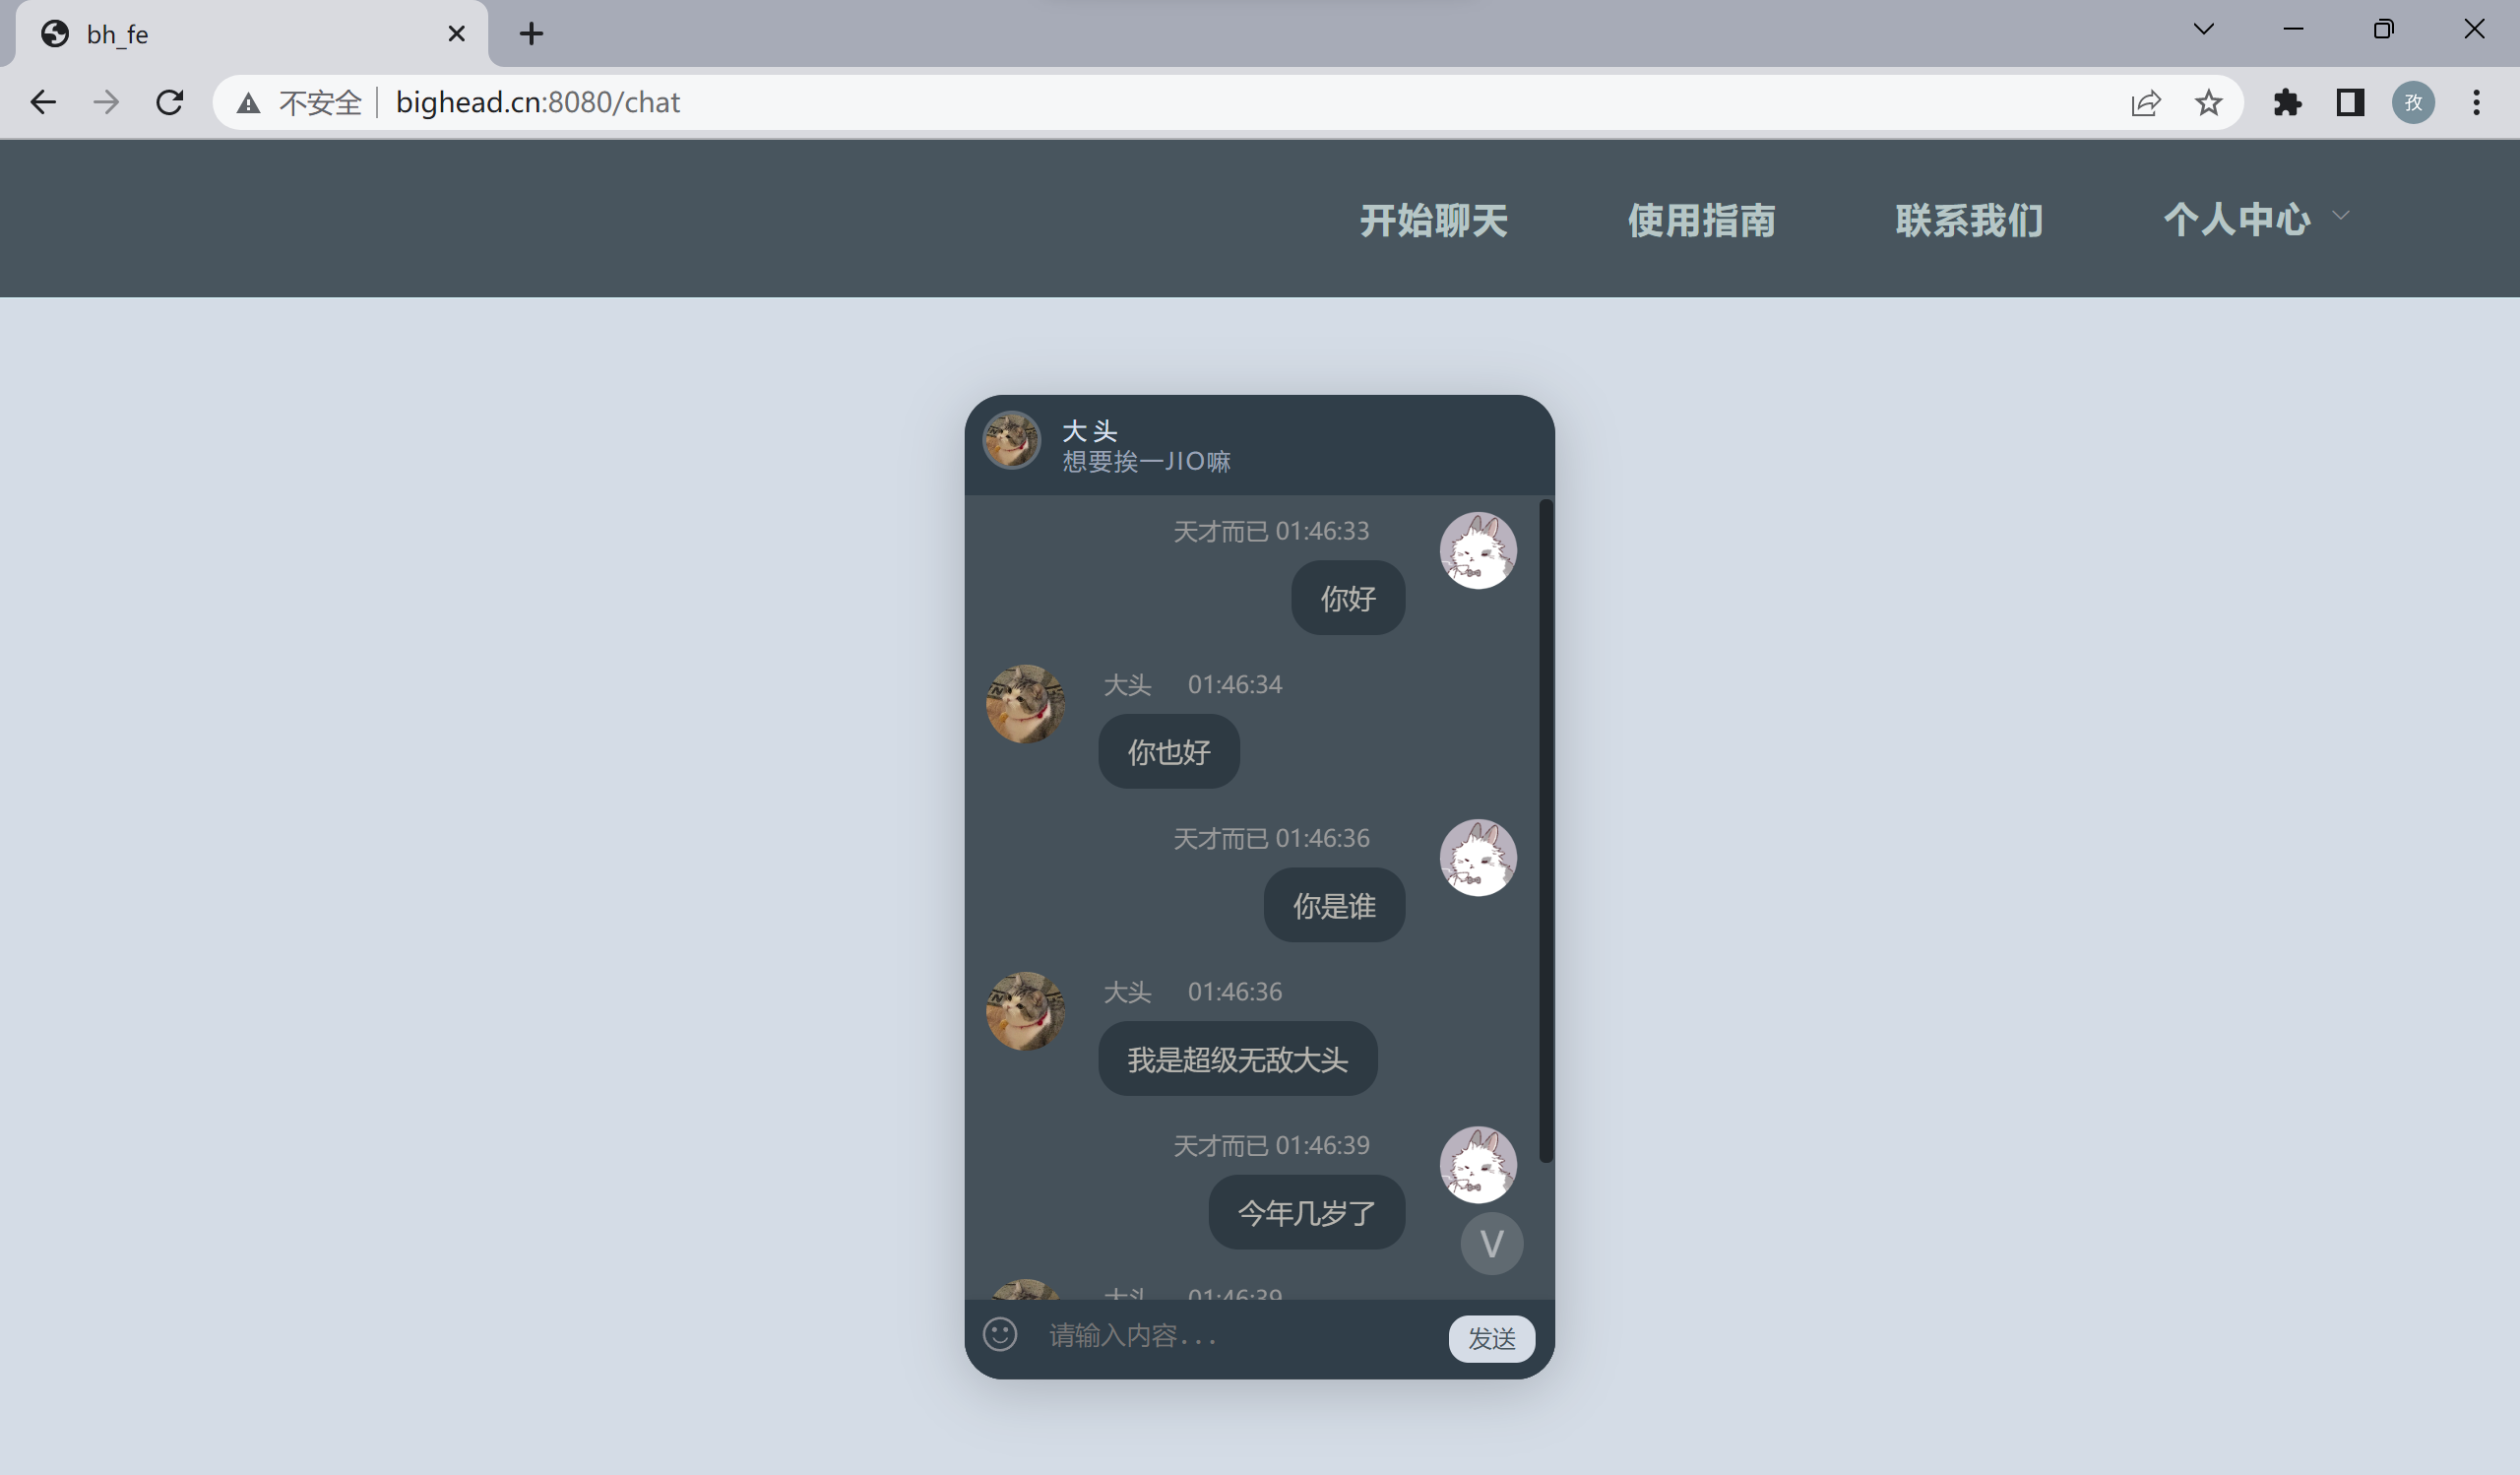 bh_fe
不安全
bighead.cn:8080/chat
孜
开始聊天 使用指南 联系我们 个人中心
大头
想要挨一JIO嘛
天才而已 01:46:33
你好
大头 01:46:34
你也好
天才而已 01:46:36
你是谁
大头 01:46:36
我是超级无敌大头
天才而已 01:46:39
今年几岁了
V
大头 01:46:39
请输入内容...
发送